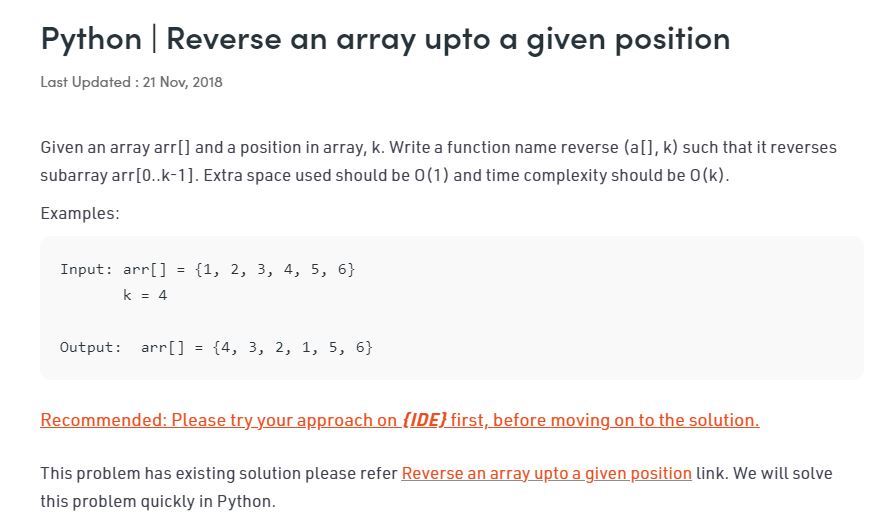 Python | Reverse an array upto a given position
Last Updated : 21 Nov, 2018
Given an array arr[] and a position in array, k. Write a function name reverse (a[], k) such that it reverses
subarray arr[0..k-1]. Extra space used should be O(1) and time complexity should be O(k).
Examples:
Input: arr[] = {1, 2, 3, 4, 5, 6}
k = 4
Output:  arr[] = {4, 3, 2, 1, 5, 6}
Recommended: Please try your approach on {IDE} first, before moving on to the solution.
This problem has existing solution please refer Reverse an array upto a given position link. We will solve
this problem quickly in Python.